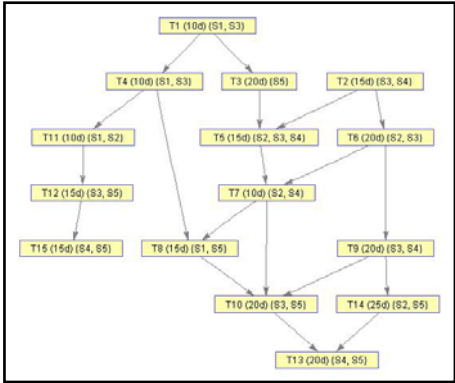 T1 (10d) (S1, S3)
T4 (10d) (S1, S3)
T3 (20d) (S5)
T2 (15d) (S3, S4)
T11 (10d) (S1, S2)
T5 (15d) (S2, S3, S4)
T6 (20d) (S2, S3)
T12 (15d) (S3, S5)
T7 (10d) (S2, S4)
T15 (15d) (S4, S5)
T8 (15d) (S1, S5)
T9 (20d) (S3, S4)
T10 (20d) (S3, S5)
T14 (25d) (S2, S5)
T13 (20d) (S4, S5)